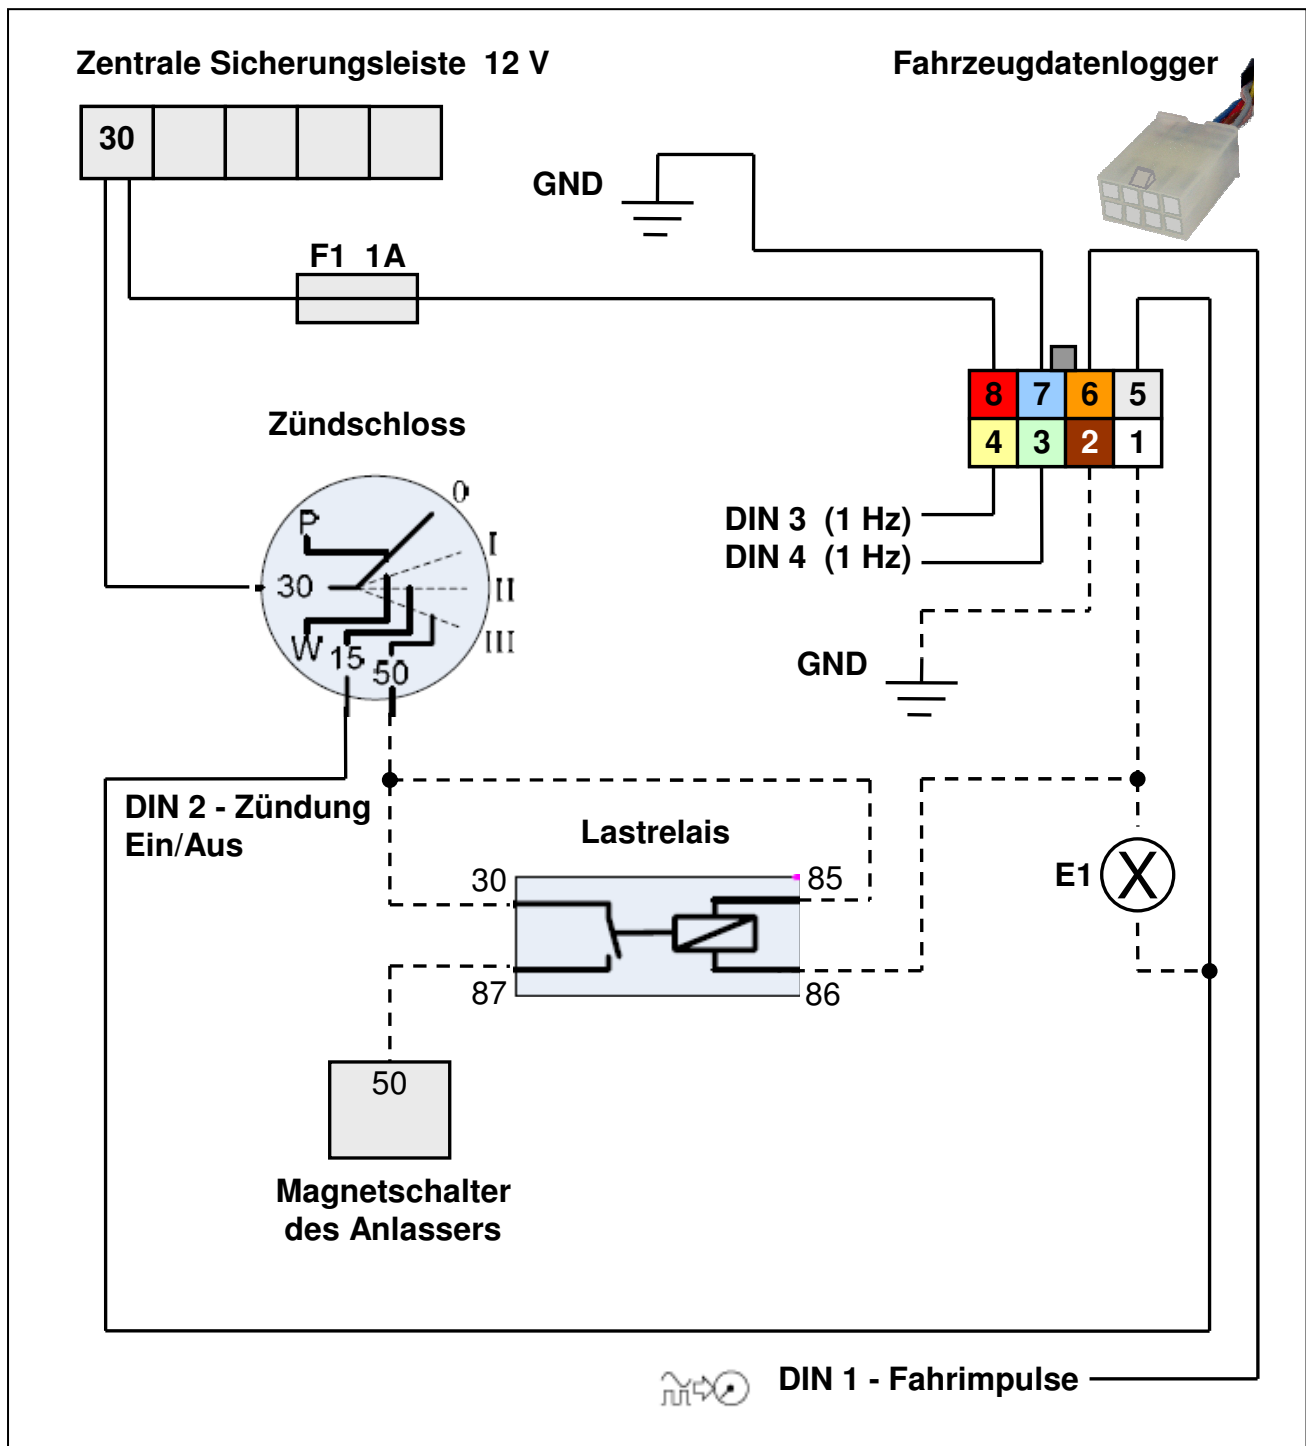 Zentrale Sicherungsleiste 12 V
Fahrzeugdatenlogger
30
GND
F1 1A
8 7 6 5
4 3 2 1
Zündschloss
0
P
I
30
II
W
15
50
III
DIN 3 (1 Hz)
DIN 4 (1 Hz)
GND
DIN 2 - Zündung
Ein/Aus
Lastrelais
30
85
E1
X
87
86
50
Magnetschalter
des Anlassers
DIN 1 - Fahrimpulse